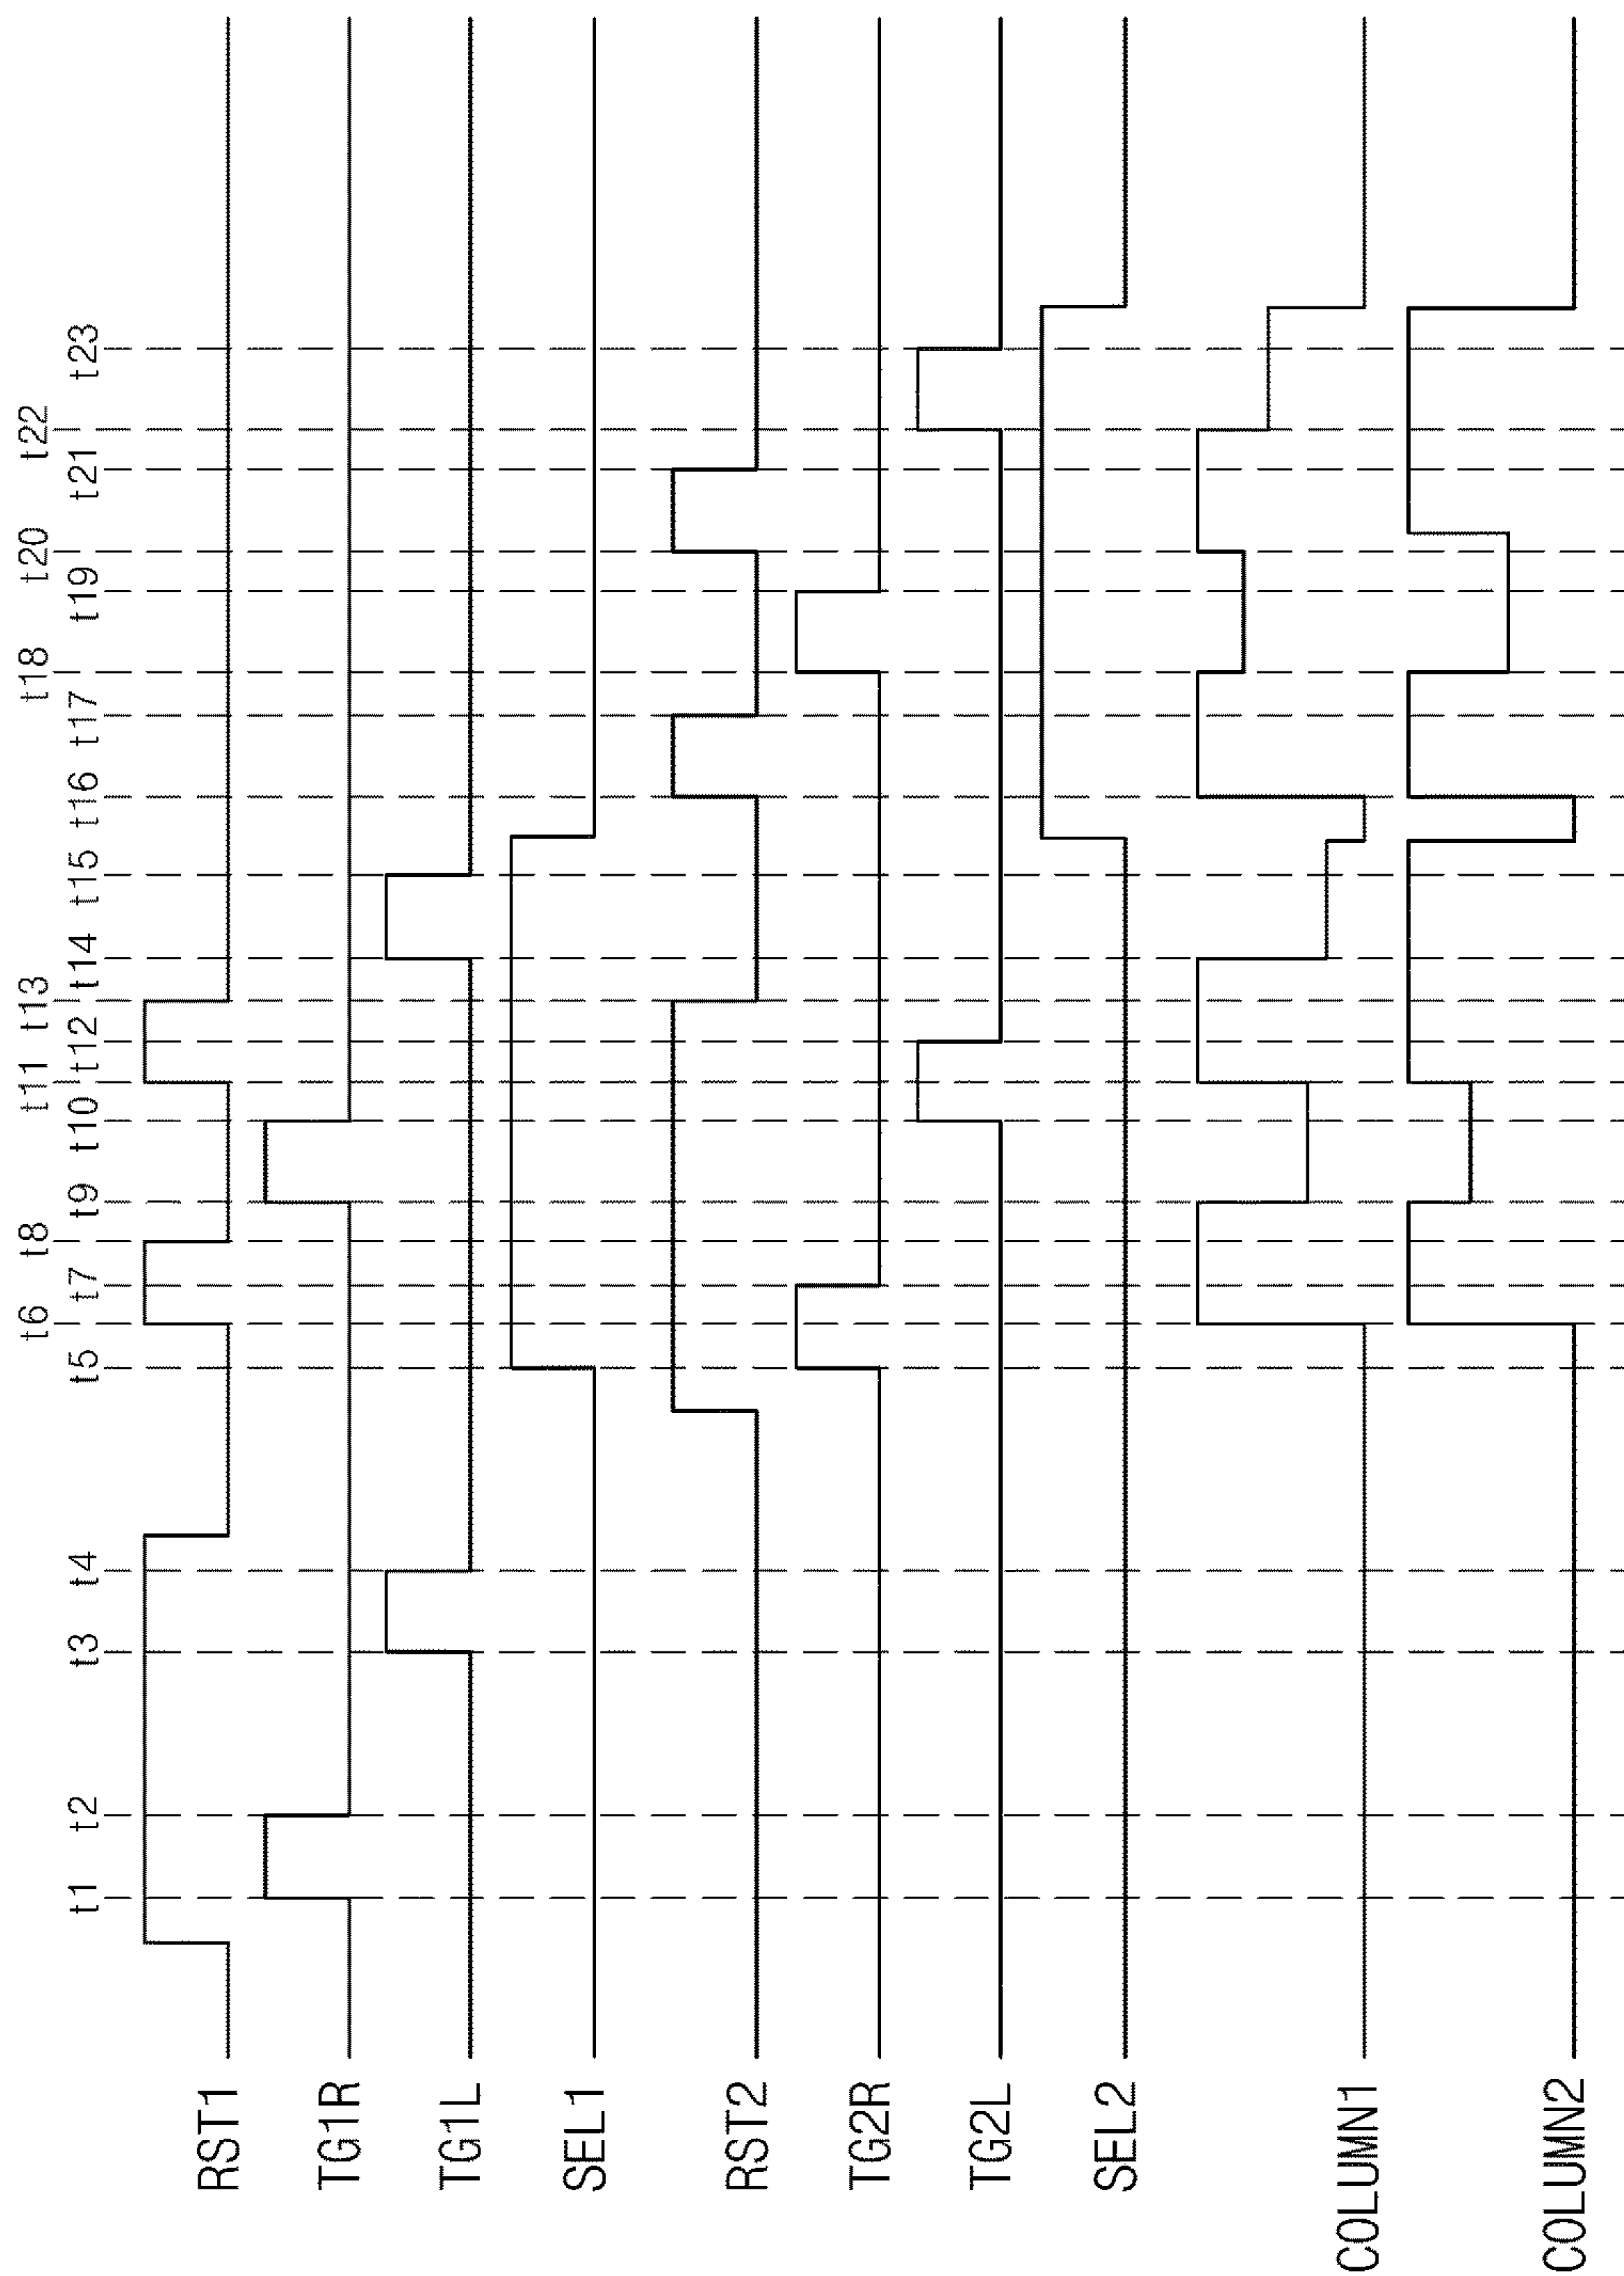 t1
t2
t3
t4
t5
t6
t7
t8
t9
t10
t11
t12
t13
t14
t15
t16
t17
t18
t19
t20
t21
t22
t23
RST1
TG1R
TG1L
SEL1
RST2
TG2R
TG2L
SEL2
COLUMN1
COLUMN2